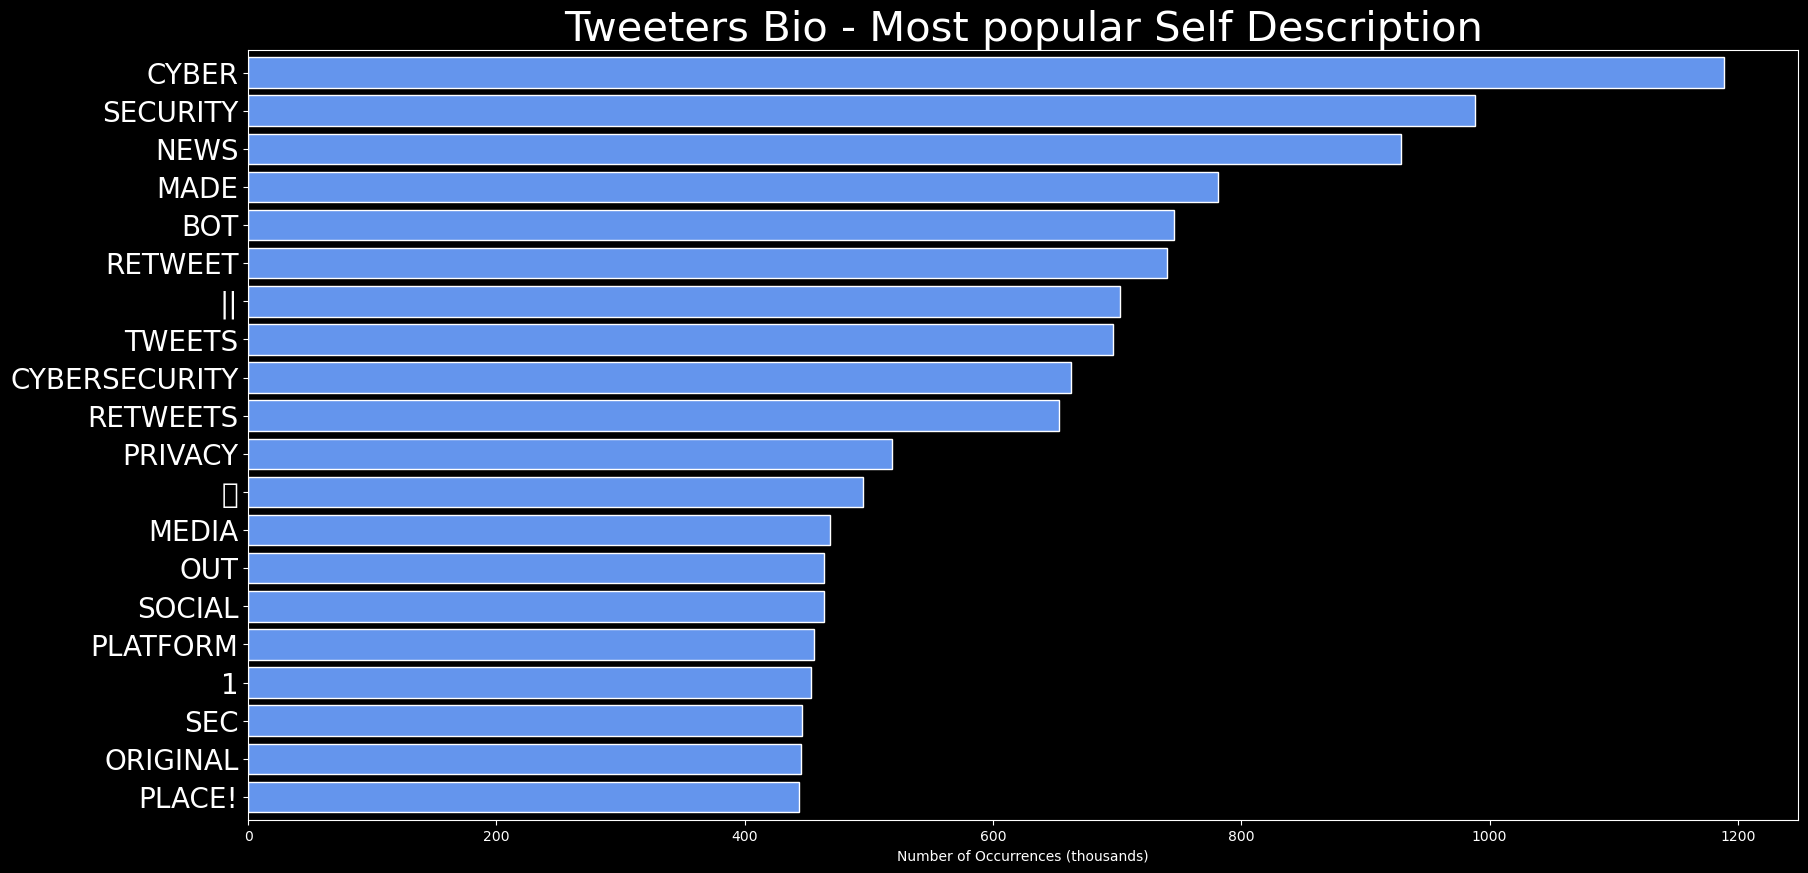 Tweeters Bio - Most popular Self Description
CYBER
SECURITY
NEWS
MADE
BOT
RETWEET
||
TWEETS
CYBERSECURITY
RETWEETS
PRIVACY
MEDIA
OUT
SOCIAL
PLATFORM
1
SEC
ORIGINAL
PLACE!
0 200 400 600 800 1000 1200
Number of Occurrences (thousands)